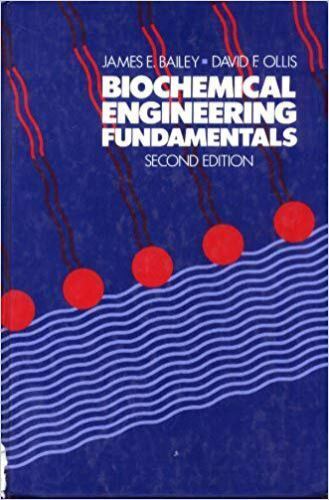 JAMES E. BAILEY ■ DAVID F. OLLIS
BIOCHEMICAL
ENGINEERING
FUNDAMENTALS
SECOND EDITION